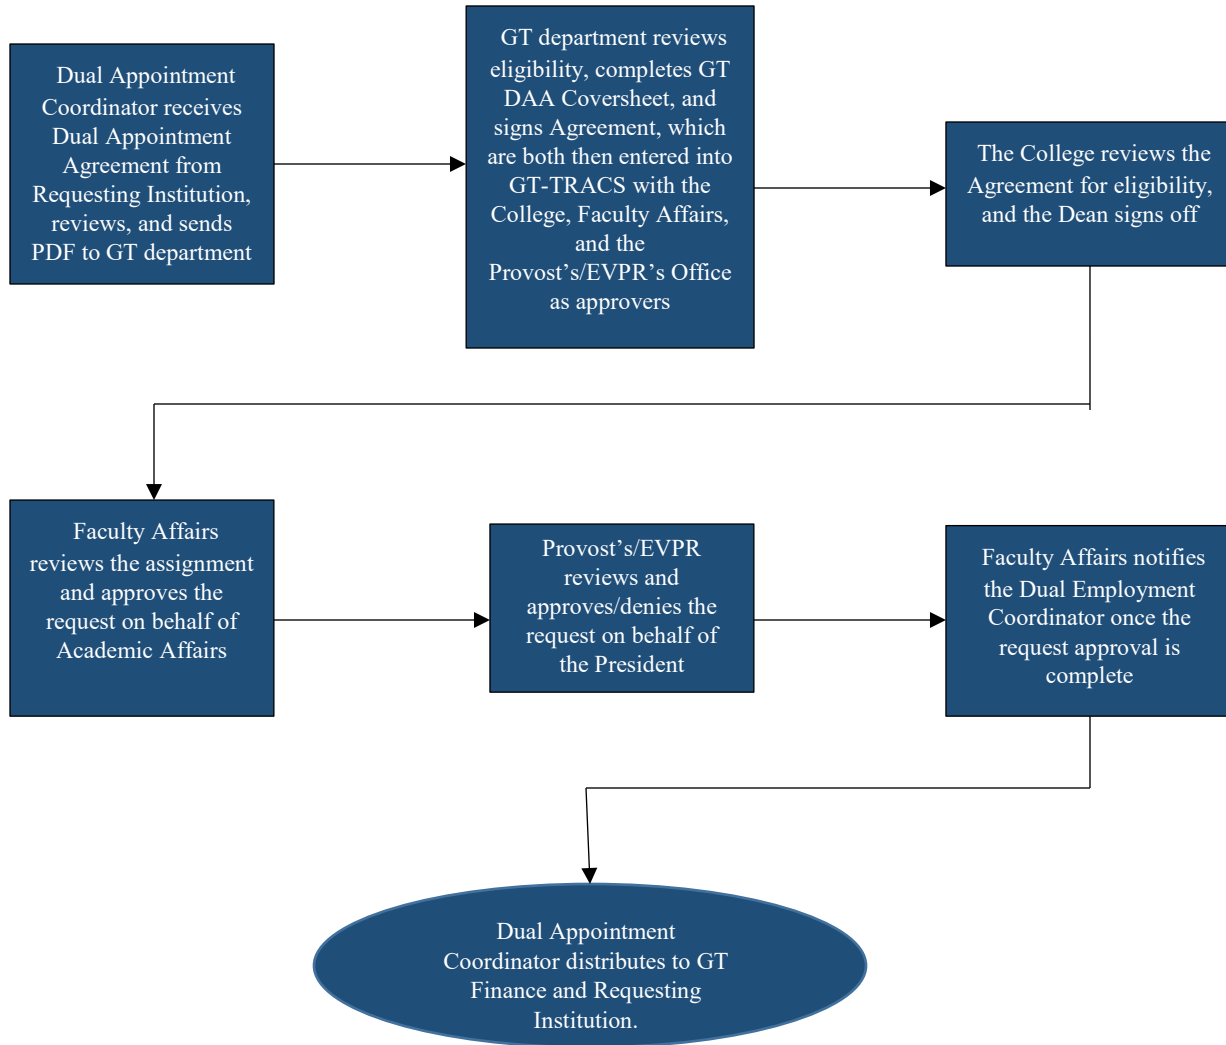 Dual Appointment
Coordinator receives
Dual Appointment
Agreement from
Requesting Institution,
reviews, and sends
PDF to GT department
GT department reviews
eligibility, completes GT
DAA Coversheet, and
signs Agreement, which
are both then entered into
GT-TRACS with the
College, Faculty Affairs,
and the
Provost's/EVPR's Office
as approvers
The College reviews the
Agreement for eligibility,
and the Dean signs off
Faculty Affairs
reviews the assignment
and approves the
request on behalf of
Academic Affairs
Provost's/EVPR
reviews and
approves/denies the
request on behalf of
the President
Faculty Affairs notifies
the Dual Employment
Coordinator once the
request approval is
complete
Dual Appointment
Coordinator distributes to GT
Finance and Requesting
Institution.